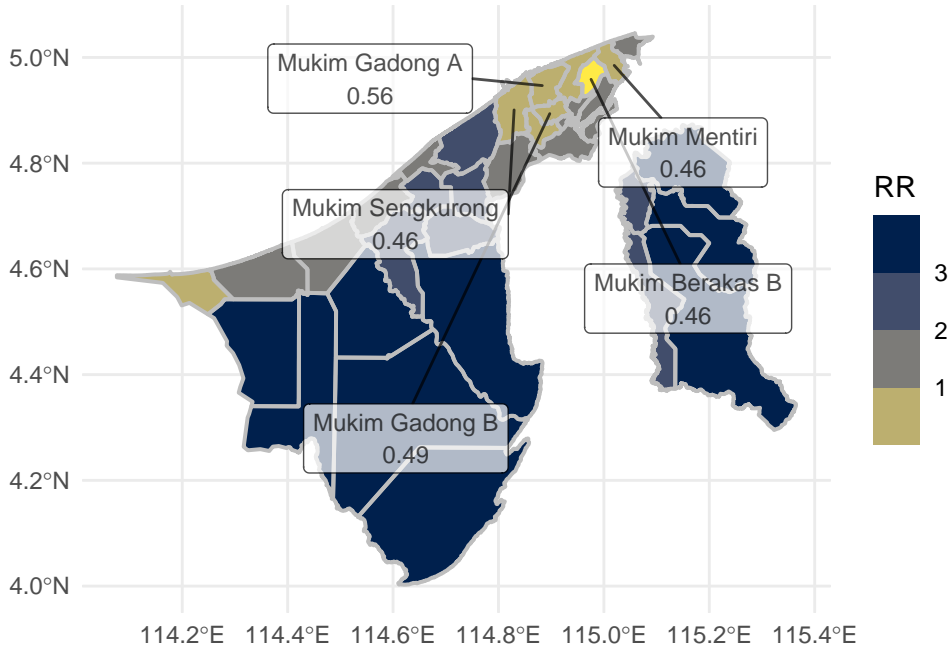 5.0°N
4.8°N
4.6°N
4.4°N
4.2°N
4.0°N
Mukim Gadong A
0.56
Mukim Mentiri
0.46
Mukim Sengkurong
0.46
Mukim Berakas B
0.46
Mukim Gadong B
0.49
114.2°E 114.4°E 114.6°E 114.8°E 115.0°E 115.2°E 115.4°E
RR
3
2
1